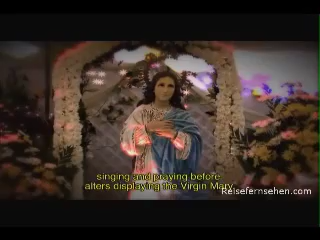 singing and praying before
alters displaying the Virgin Mary.
Reisefernsehen.com